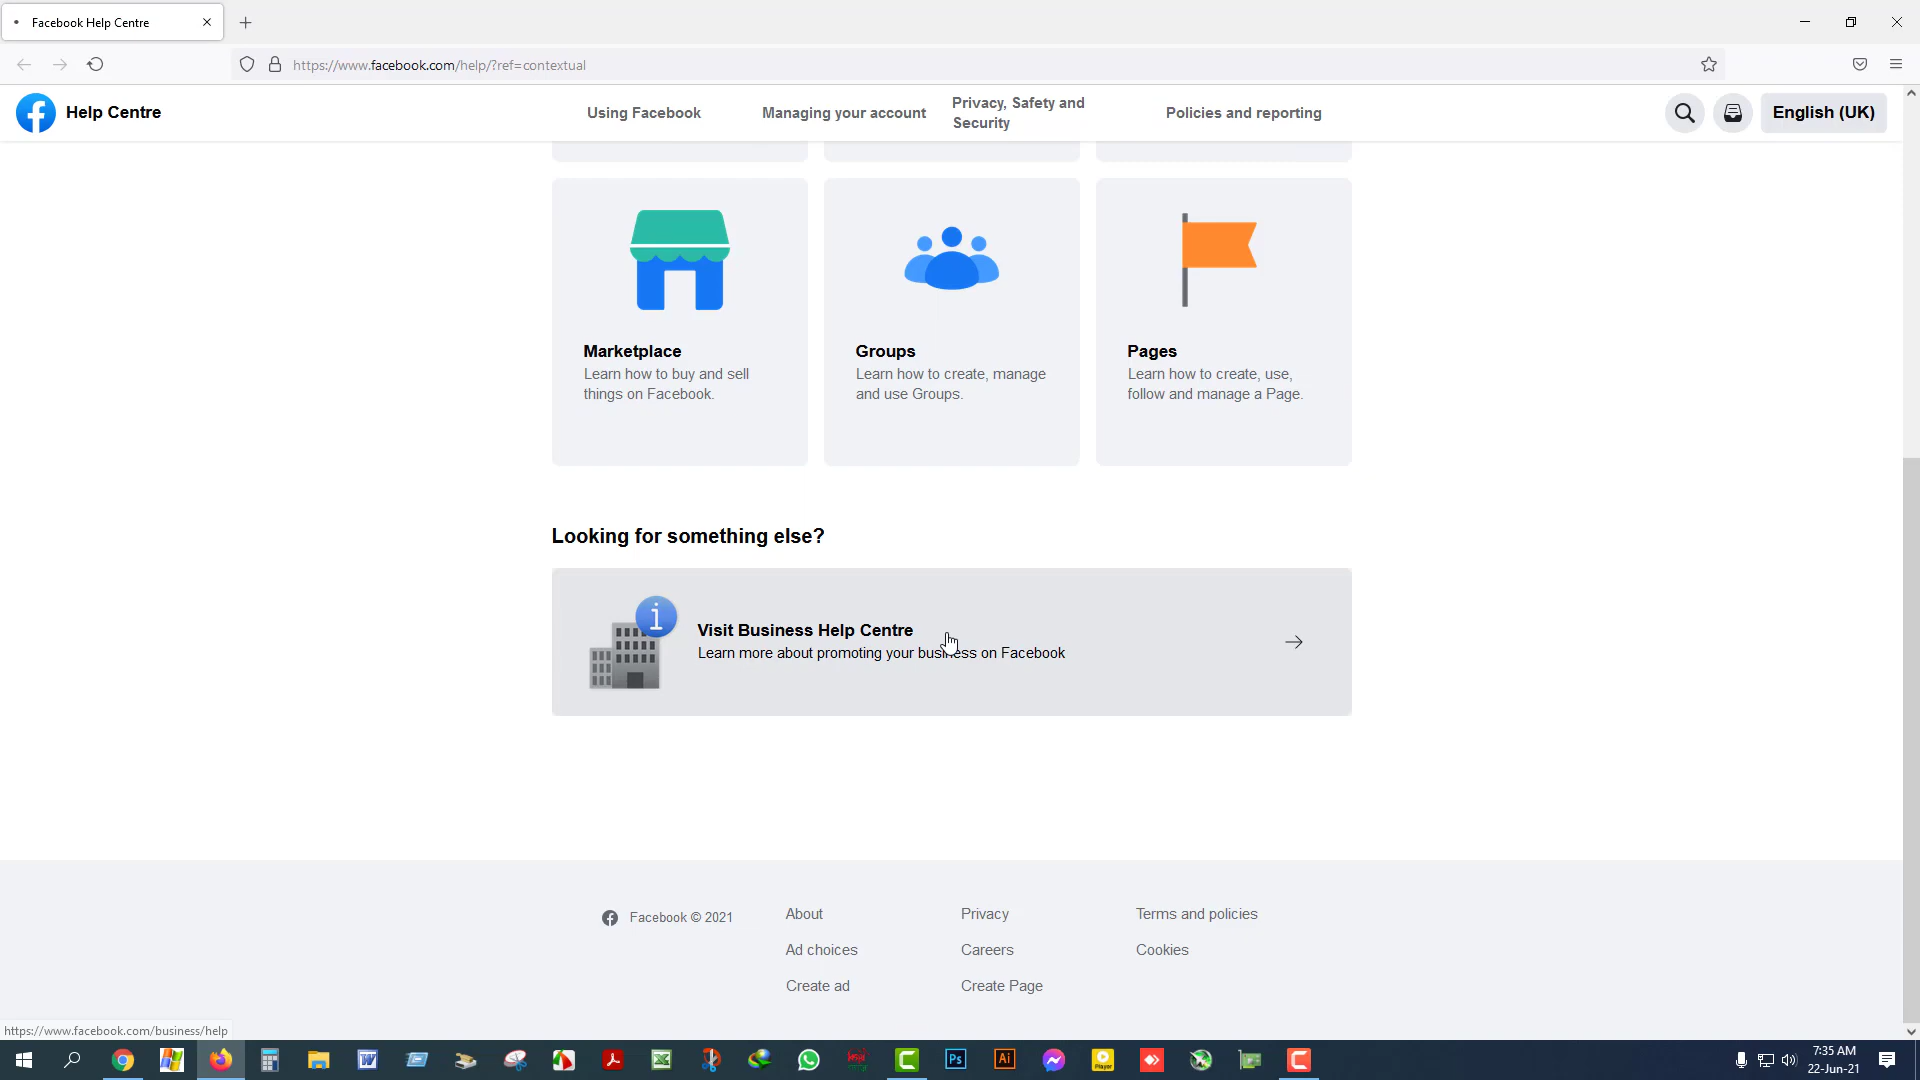 Facebook Help Centre
https://www.facebook.com/help/?ref=contextual
Help Centre
Using Facebook
Managing your account
Privacy, Safety and
Security
Policies and reporting
English (UK)
Marketplace
Learn how to buy and sell
things on Facebook.
Groups
Learn how to create, manage
and use Groups.
Pages
Learn how to create, use,
follow and manage a Page.
Looking for something else?
Visit Business Help Centre
Learn more about promoting your business on Facebook
Facebook © 2021
About
Privacy
Terms and policies
Ad choices
Careers
Cookies
Create ad
Create Page
https://www.facebook.com/business/help
Ps
Ai
Player
7:35 AM
22-Jun-21